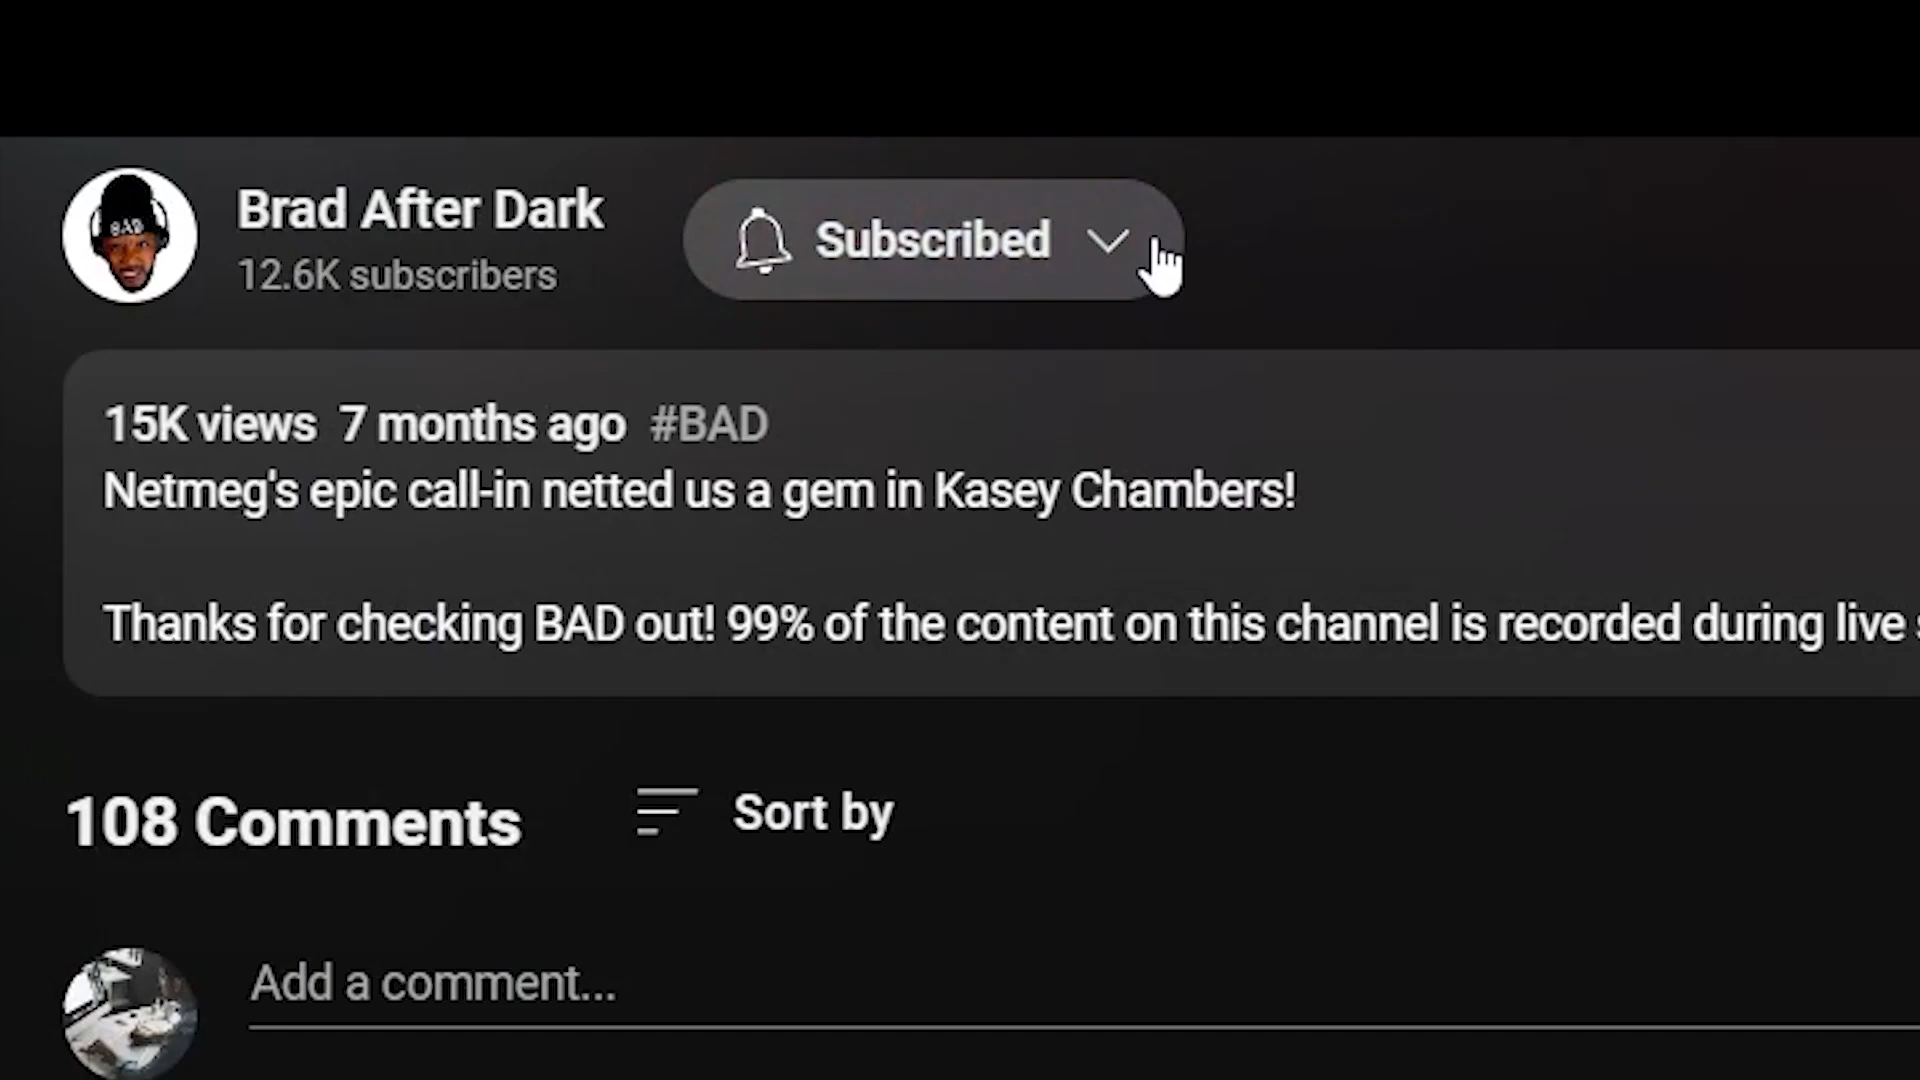 BAD
Brad After Dark
12.6K subscribers
Subscribed
15K views 7 months ago #BAD
Netmeg's epic call-in netted us a gem in Kasey Chambers!
Thanks for checking BAD out! 99% of the content on this channel is recorded during live
108 Comments
Sort by
Add a comment...